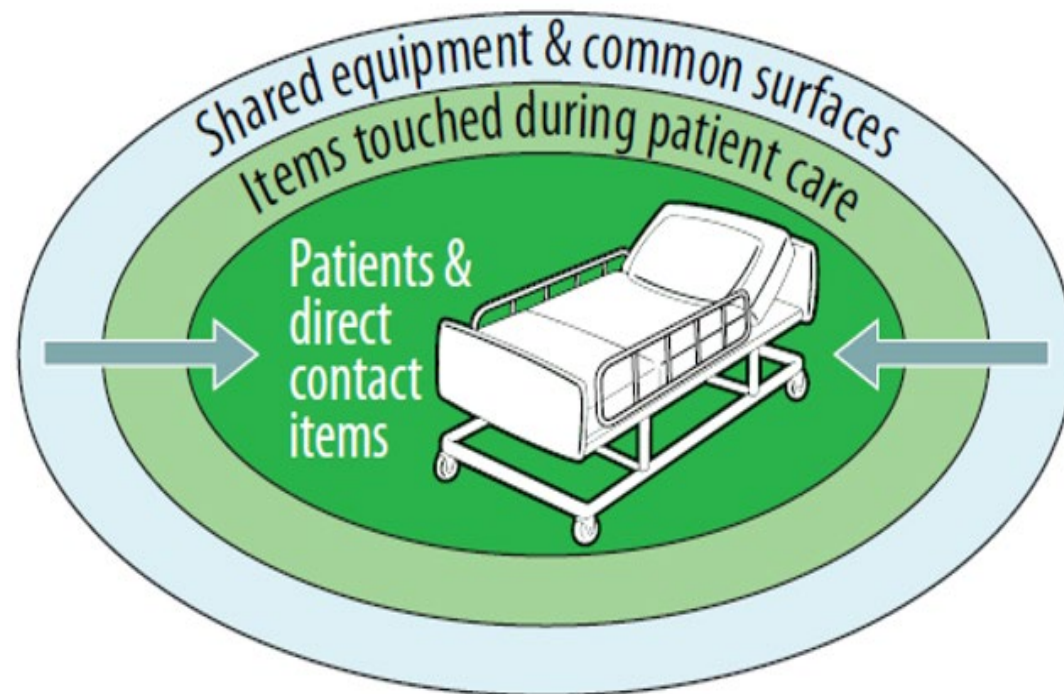 Shared equipment & common surfaces
Items touched during patient care
Patients &
direct
contact
items